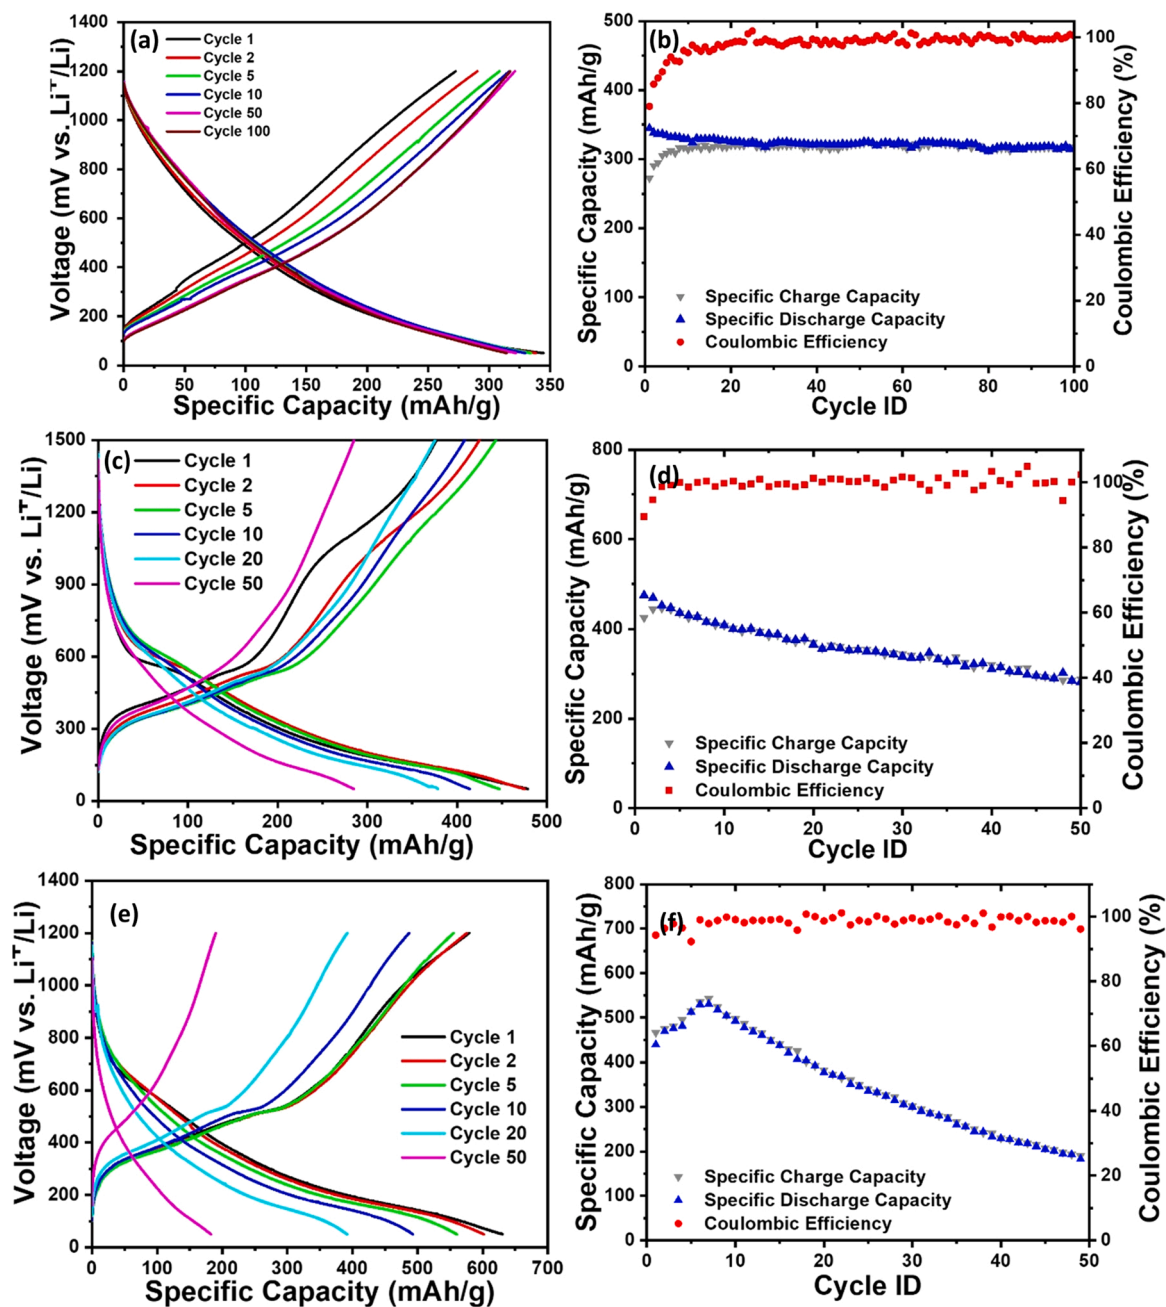 (a)
Cycle 1
Cycle 2
Cycle 5
Cycle 10
Cycle 50
Cycle 100
Voltage (mV vs. Li⁺/Li)
1400
1200
1000
800
600
400
200
0
0 50 100 150 200 250 300 350
Specific Capacity (mAh/g)
(b)
Specific Capacity (mAh/g)
500
400
300
200
100
0
Specific Charge Capacity
Specific Discharge Capacity
Coulombic Efficiency
100
80
60
40
20
0
Coulombic Efficiency (%)
0 20 40 60 80 100
Cycle ID
(c)
Cycle 1
Cycle 2
Cycle 5
Cycle 10
Cycle 20
Cycle 50
Voltage (mV vs. Li⁺/Li)
1500
1200
900
600
300
0
0 100 200 300 400 500
Specific Capacity (mAh/g)
(d)
Specific Capacity (mAh/g)
800
600
400
200
0
Specific Charge Capcity
Specific Discharge Capcity
Coulombic Efficiency
100
80
60
40
20
0
Coulombic Efficiency (%)
0 10 20 30 40 50
Cycle ID
(e)
Voltage (mV vs. Li⁺/Li)
1400
1200
1000
800
600
400
200
0
Cycle 1
Cycle 2
Cycle 5
Cycle 10
Cycle 20
Cycle 50
0 100 200 300 400 500 600 700
Specific Capacity (mAh/g)
(f)
Specific Capacity (mAh/g)
800
700
600
500
400
300
200
100
0
Specific Charge Capacity
Specific Discharge Capacity
Coulombic Efficiency
100
80
60
40
20
0
Coulombic Efficiency (%)
0 10 20 30 40 50
Cycle ID